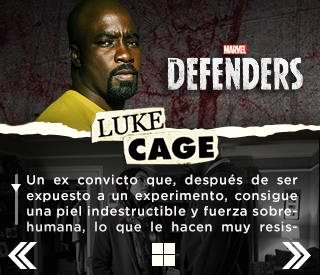 MARVEL
THE
DEFENDERS
LUKE
CAGE
Un ex convicto que, después de ser
expuesto a un experimento, consigue
una piel indestructible y fuerza sobre-
humana, lo que le hacen muy resis-